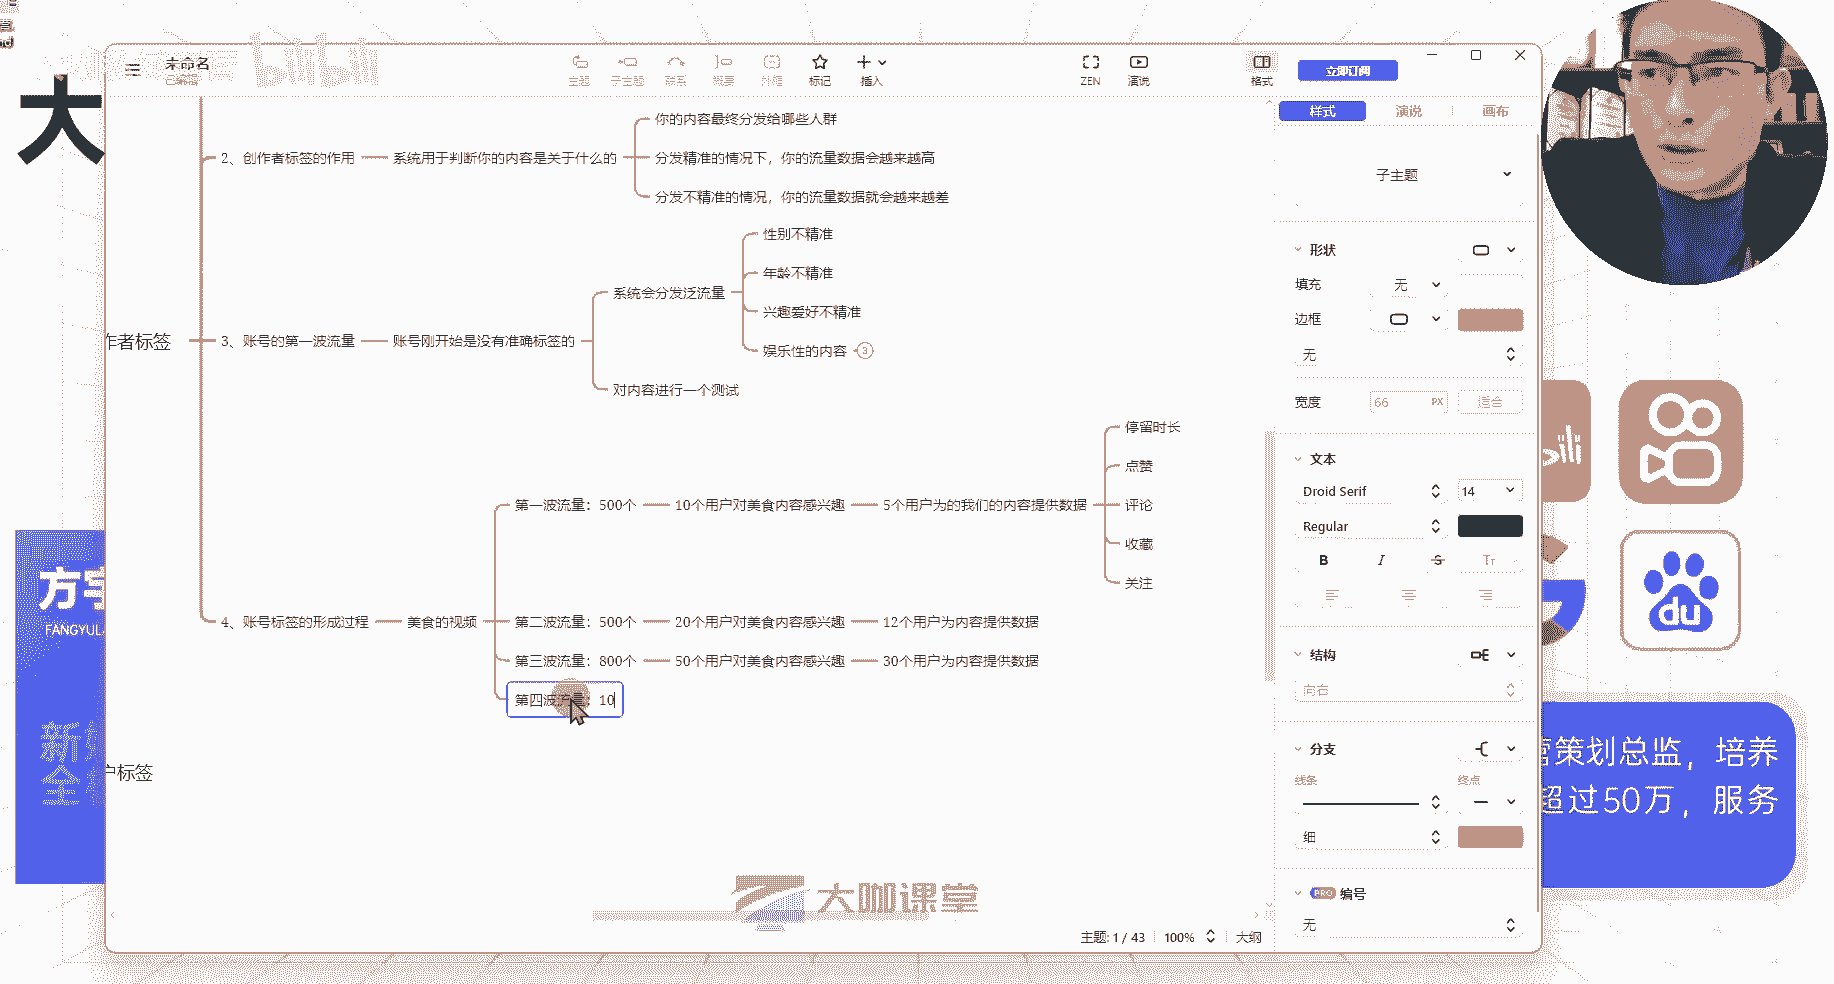 大
未命名
已编辑
bilibili
主题
子主题
联系
概要
外框
标记
插入
ZEN
演说
格式
立即订阅
样式
演说
画布
2、创作者标签的作用
系统用于判断你的内容是关于什么的
你的内容最终分发给哪些人群
分发精准的情况下，你的流量数据会越来越高
分发不精准的情况，你的流量数据就会越来越差
作者标签
3、账号的第一波流量
账号刚开始是没有准确标签的
系统会分发泛流量
性别不精准
年龄不精准
兴趣爱好不精准
娱乐性的内容
3
对内容进行一个测试
4、账号标签的形成过程
美食的视频
第一波流量：500个
10个用户对美食内容感兴趣
5个用户为的我们的内容提供数据
停留时长
点赞
评论
收藏
关注
第二波流量：500个
20个用户对美食内容感兴趣
12个用户为内容提供数据
第三波流量：800个
50个用户对美食内容感兴趣
30个用户为内容提供数据
第四波流量：10
户标签
子主题
形状
填充
无
边框
无
宽度
66
PX
适合
文本
Droid Serif
14
Regular
B
I
S
Tт
结构
向右
分支
线条
终点
细
PRO
编号
无
主题: 1 / 43
100%
大纲
大咖课堂
方宇
FANGYUL
新
全
bili
du
营策划总监，培养
超过50万，服务